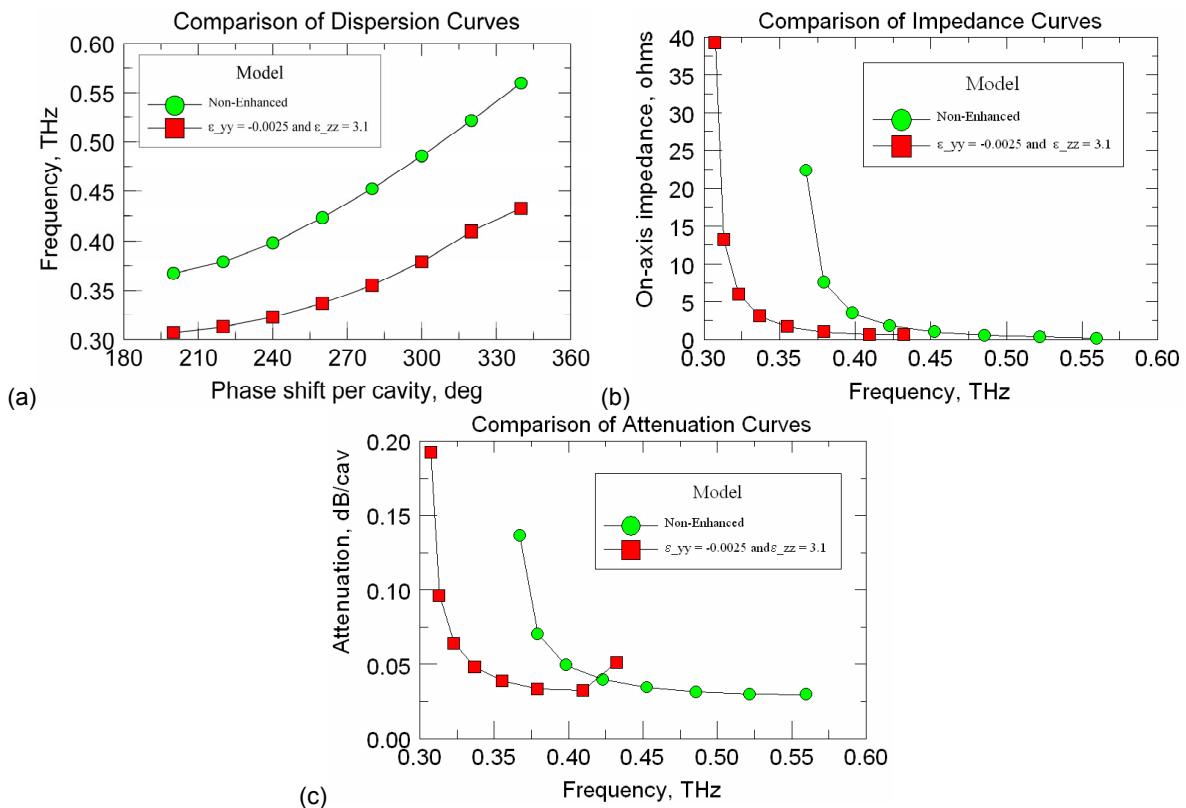 Comparison of Dispersion Curves
Frequency, THz
0.60
0.55
0.50
0.45
0.40
0.35
0.30
Model
Non-Enhanced
ε_yy = -0.0025 and ε_zz = 3.1
180 210 240 270 300 330 360
Phase shift per cavity, deg
(a)
Comparison of Impedance Curves
On-axis impedance, ohms
40
35
30
25
20
15
10
5
0
Model
Non-Enhanced
ε_yy = -0.0025 and ε_zz = 3.1
0.30 0.35 0.40 0.45 0.50 0.55 0.60
Frequency, THz
(b)
Comparison of Attenuation Curves
Attenuation, dB/cav
0.20
0.15
0.10
0.05
0.00
Model
Non-Enhanced
ε_yy = -0.0025 andε_zz = 3.1
0.30 0.35 0.40 0.45 0.50 0.55 0.60
Frequency, THz
(c)